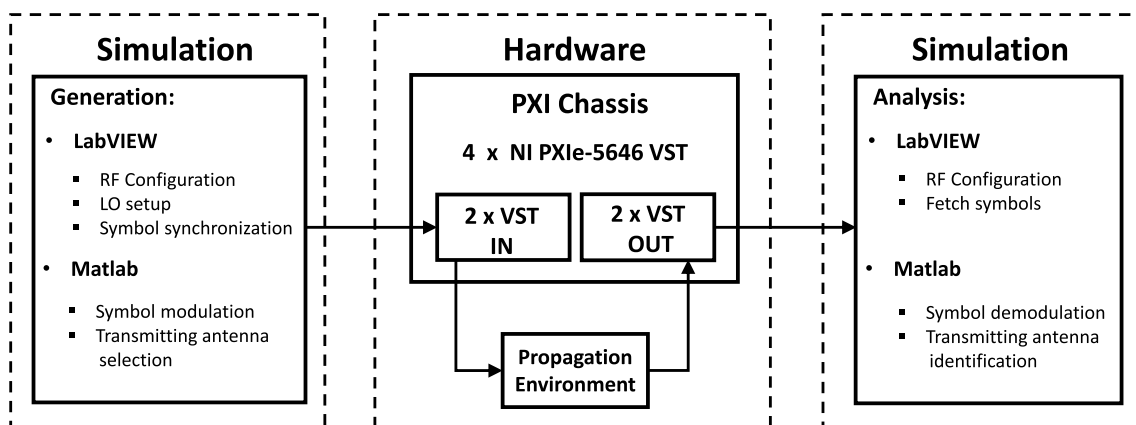 Simulation
Generation:
• LabVIEW
▪ RF Configuration
▪ LO setup
▪ Symbol synchronization
• Matlab
▪ Symbol modulation
▪ Transmitting antenna
selection
Hardware
PXI Chassis
4 x NI PXIe-5646 VST
2 x VST
IN
2 x VST
OUT
Propagation
Environment
Simulation
Analysis:
• LabVIEW
▪ RF Configuration
▪ Fetch symbols
• Matlab
▪ Symbol demodulation
▪ Transmitting antenna
identification